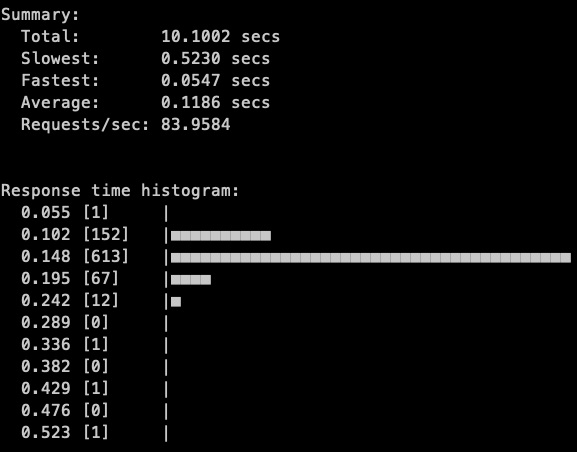 Summary:
  Total:        10.1002 secs
  Slowest:      0.5230 secs
  Fastest:      0.0547 secs
  Average:      0.1186 secs
  Requests/sec: 83.9584
Response time histogram:
  0.055 [1]     |
  0.102 [152]   |■■■■■■■■■■
  0.148 [613]   |■■■■■■■■■■■■■■■■■■■■■■■■■■■■■■■■■■■■■■■■
  0.195 [67]    |■■■■
  0.242 [12]    |■
  0.289 [0]     |
  0.336 [1]     |
  0.382 [0]     |
  0.429 [1]     |
  0.476 [0]     |
  0.523 [1]     |